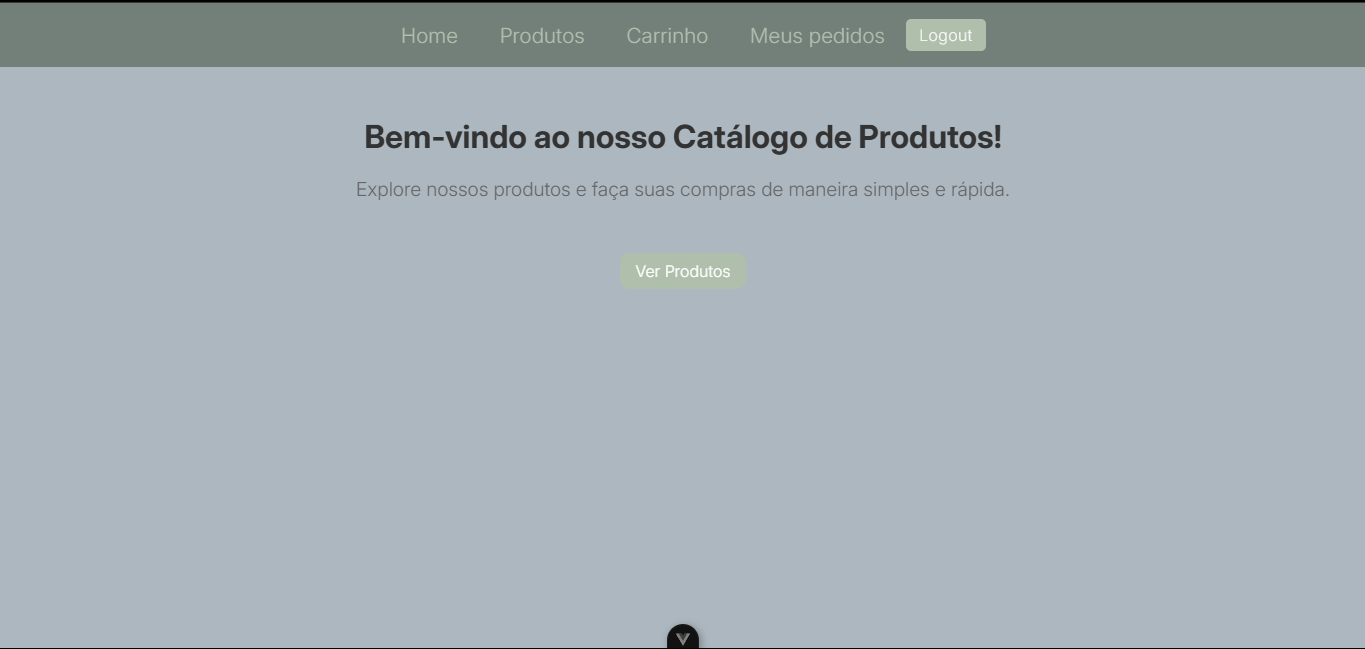 Home Produtos Carrinho Meus pedidos Logout
Bem-vindo ao nosso Catálogo de Produtos!
Explore nossos produtos e faça suas compras de maneira simples e rápida.
Ver Produtos